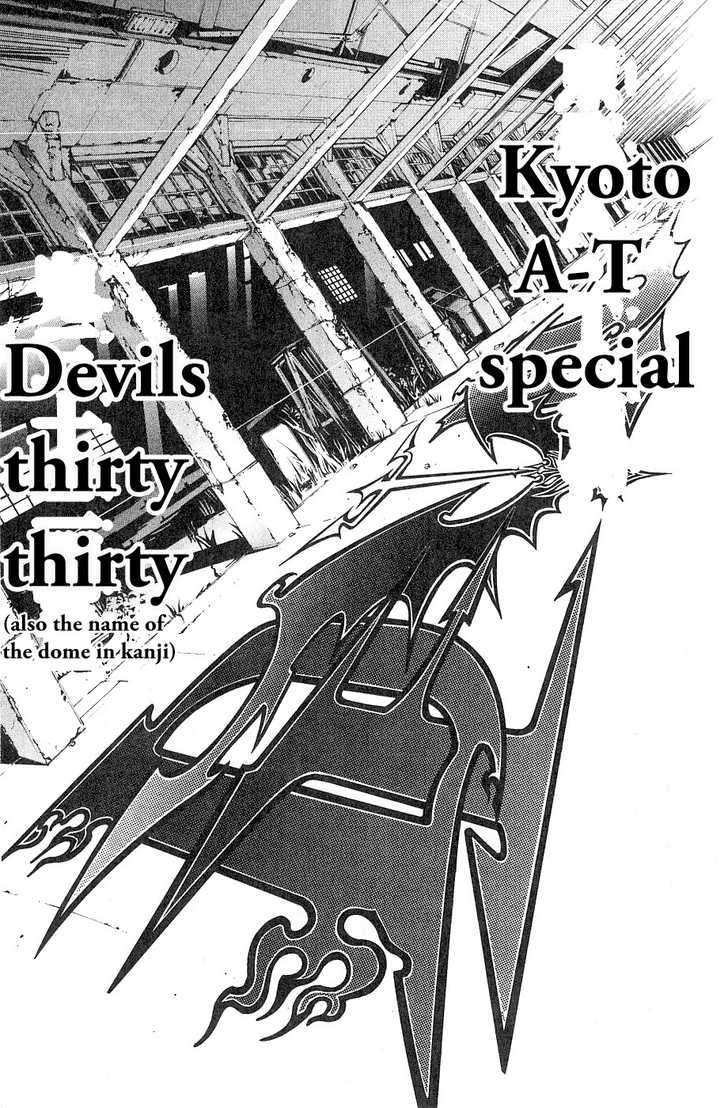 Kyoto
A-T
special
Devils
thirty
thirty
(also the name of
the dome in kanji)